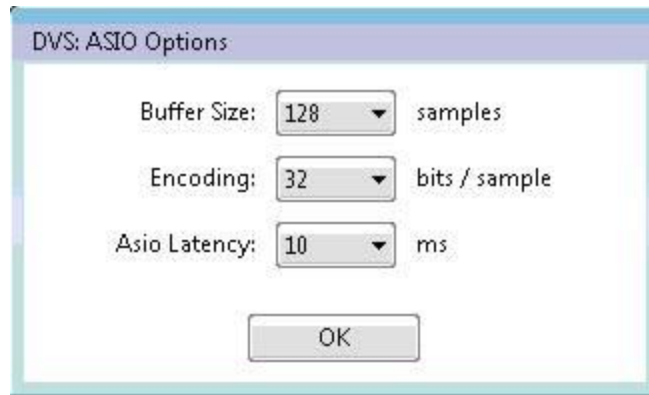 DVS: ASIO Options
Buffer Size: 128 samples
Encoding: 32 bits / sample
Asio Latency: 10 ms
OK